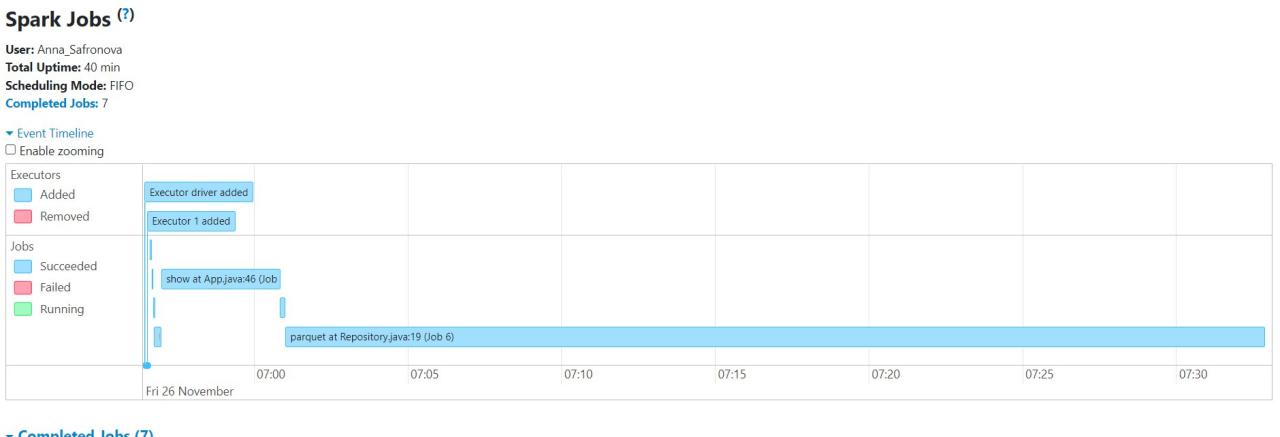 Spark Jobs (?)
User: Anna_Safronova
Total Uptime: 40 min
Scheduling Mode: FIFO
Completed Jobs: 7
Event Timeline
Enable zooming
Executors
Added
Removed
Executor driver added
Executor 1 added
Jobs
Succeeded
Failed
Running
show at App.java:46 (Job
parquet at Repository.java:19 (Job 6)
07:00 07:05 07:10 07:15 07:20 07:25 07:30
Fri 26 November
Completed Jobs (7)